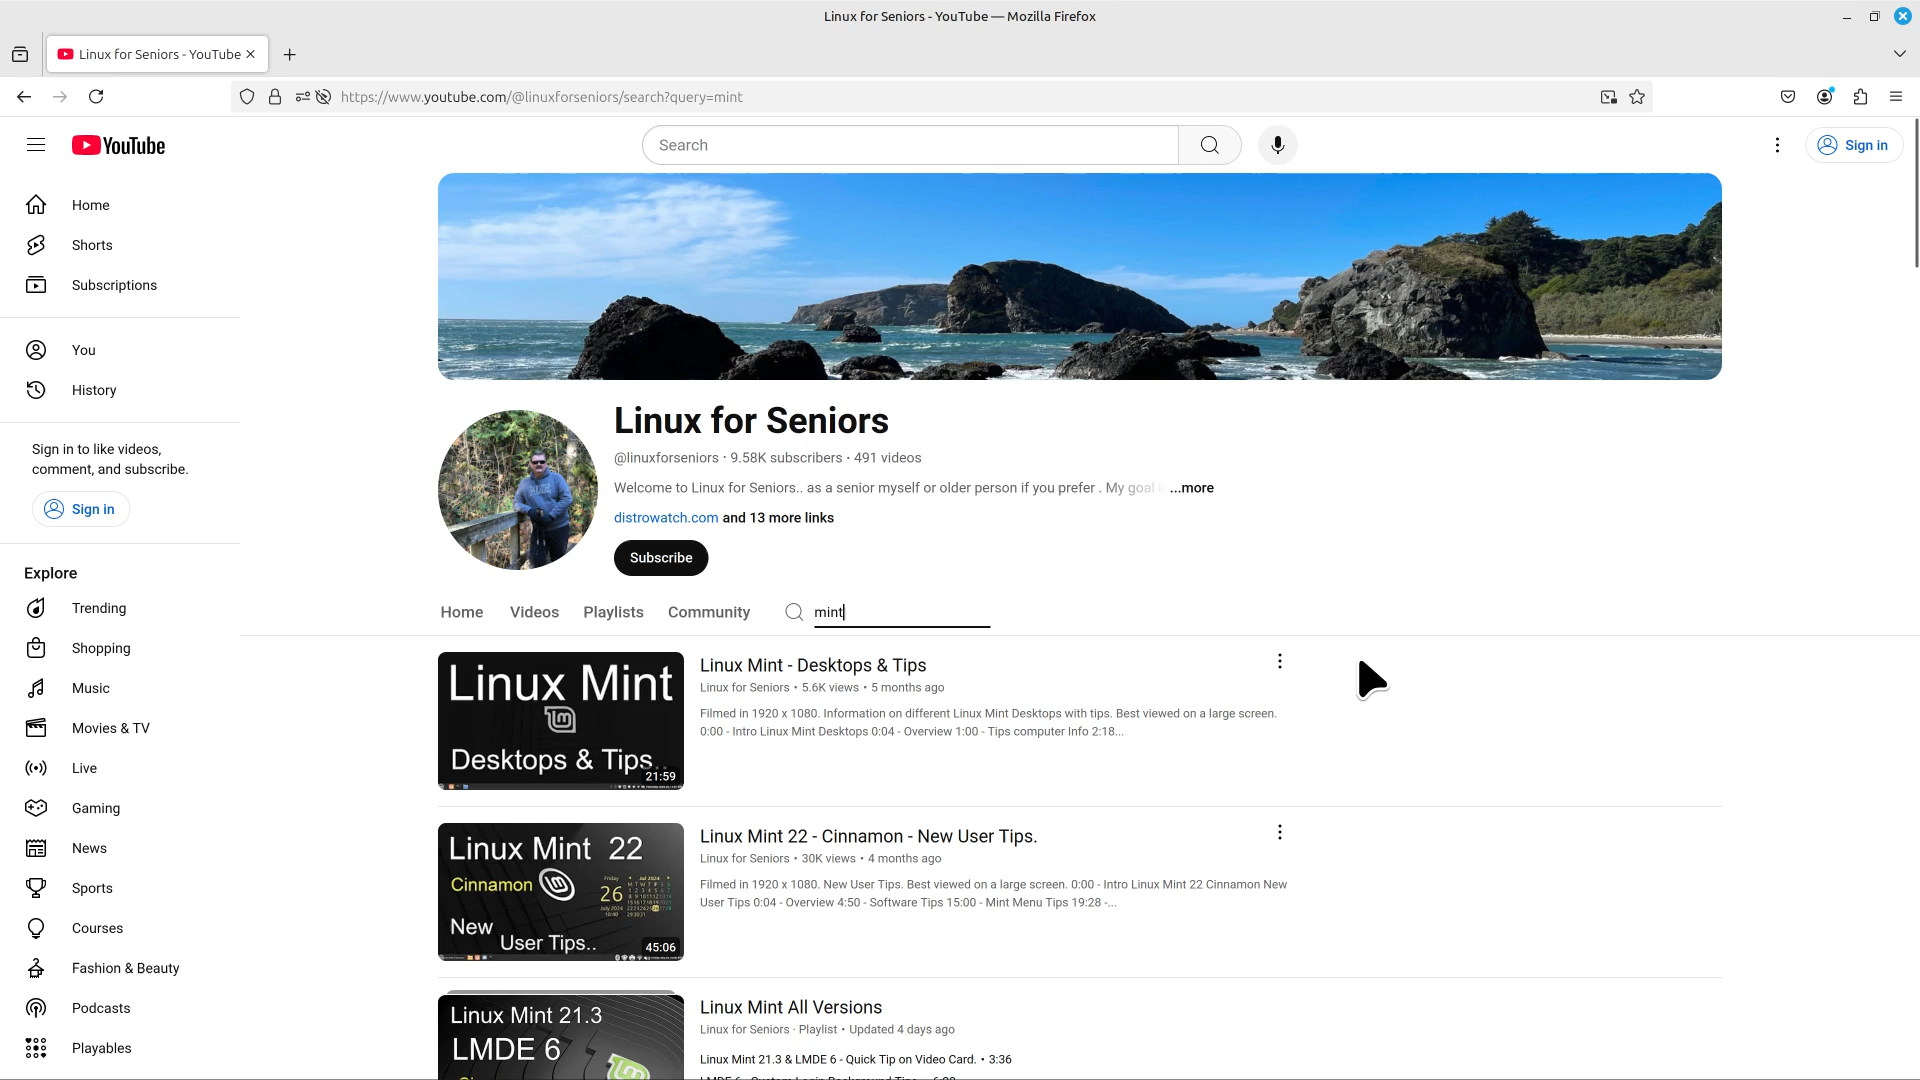 Linux for Seniors - YouTube — Mozilla Firefox
Linux for Seniors - YouTube
https://www.youtube.com/@linuxforseniors/search?query=mint
YouTube
Search
Sign in
Home
Shorts
Subscriptions
You
History
Sign in to like videos,
comment, and subscribe.
Sign in
Explore
Trending
Shopping
Music
Movies & TV
Live
Gaming
News
Sports
Courses
Fashion & Beauty
Podcasts
Playables
Linux for Seniors
@linuxforseniors · 9.58K subscribers · 491 videos
Welcome to Linux for Seniors.. as a senior myself or older person if you prefer . My goal ...more
distrowatch.com and 13 more links
Subscribe
Home Videos Playlists Community mint
Linux Mint
Desktops & Tips..
21:59
Linux Mint - Desktops & Tips
Linux for Seniors • 5.6K views • 5 months ago
Filmed in 1920 x 1080. Information on different Linux Mint Desktops with tips. Best viewed on a large screen.
0:00 - Intro Linux Mint Desktops 0:04 - Overview 1:00 - Tips computer Info 2:18...
Linux Mint 22
Cinnamon
Friday
26
July 2024
10:40
Jul 2024
New
User Tips..
45:06
Linux Mint 22 - Cinnamon - New User Tips.
Linux for Seniors • 30K views • 4 months ago
Filmed in 1920 x 1080. New User Tips. Best viewed on a large screen. 0:00 - Intro Linux Mint 22 Cinnamon New
User Tips 0:04 - Overview 4:50 - Software Tips 15:00 - Mint Menu Tips 19:28 -...
Linux Mint 21.3
LMDE 6
Linux Mint All Versions
Linux for Seniors · Playlist • Updated 4 days ago
Linux Mint 21.3 & LMDE 6 - Quick Tip on Video Card. • 3:36